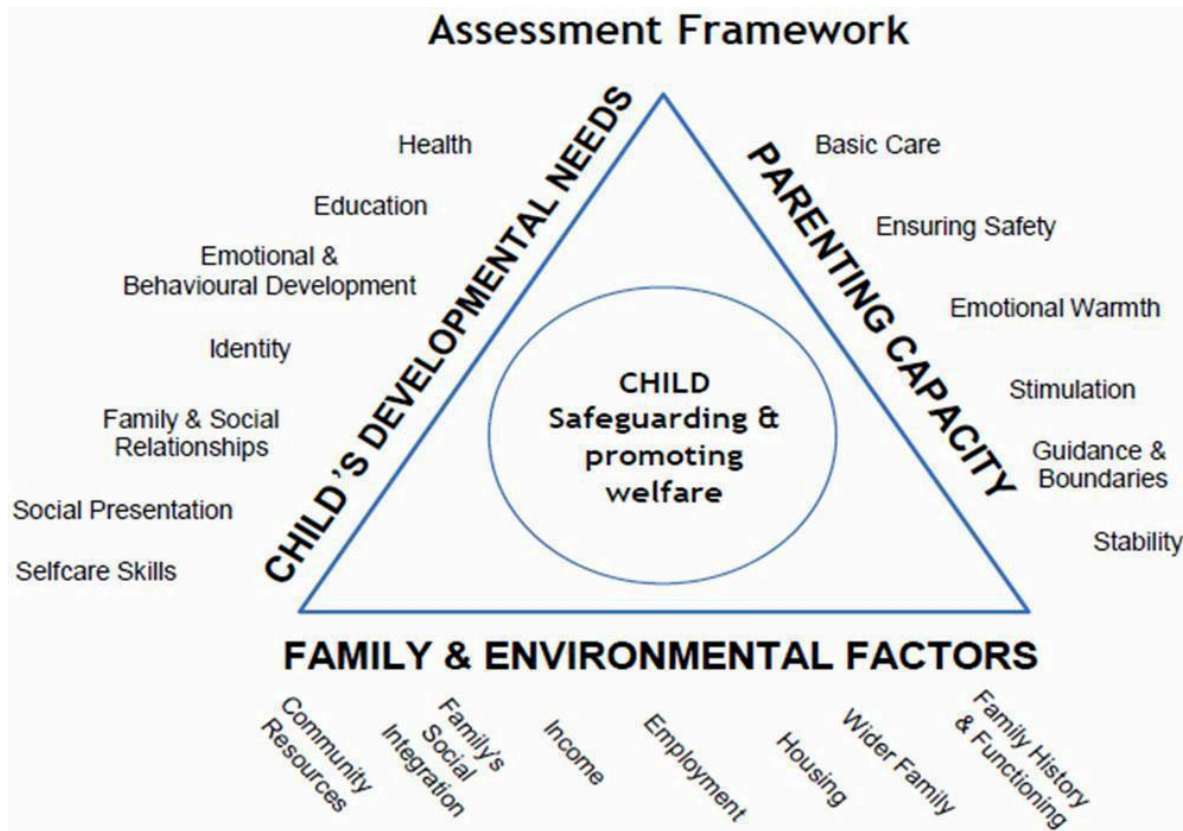 Assessment Framework
CHILD'S DEVELOPMENTAL NEEDS
Health
Education
Emotional &
Behavioural Development
Identity
Family & Social
Relationships
Social Presentation
Selfcare Skills
PARENTING CAPACITY
Basic Care
Ensuring Safety
Emotional Warmth
Stimulation
Guidance &
Boundaries
Stability
CHILD
Safeguarding &
promoting
welfare
FAMILY & ENVIRONMENTAL FACTORS
Community
Resources
Family's
Social
Integration
Income
Employment
Housing
Wider Family
Family History
& Functioning